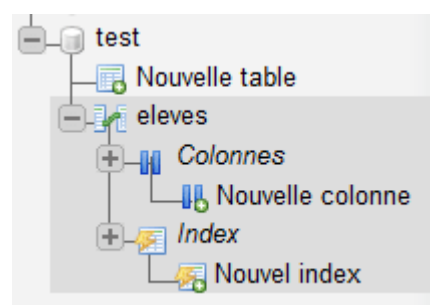 test
Nouvelle table
eleves
Colonnes
Nouvelle colonne
Index
Nouvel index